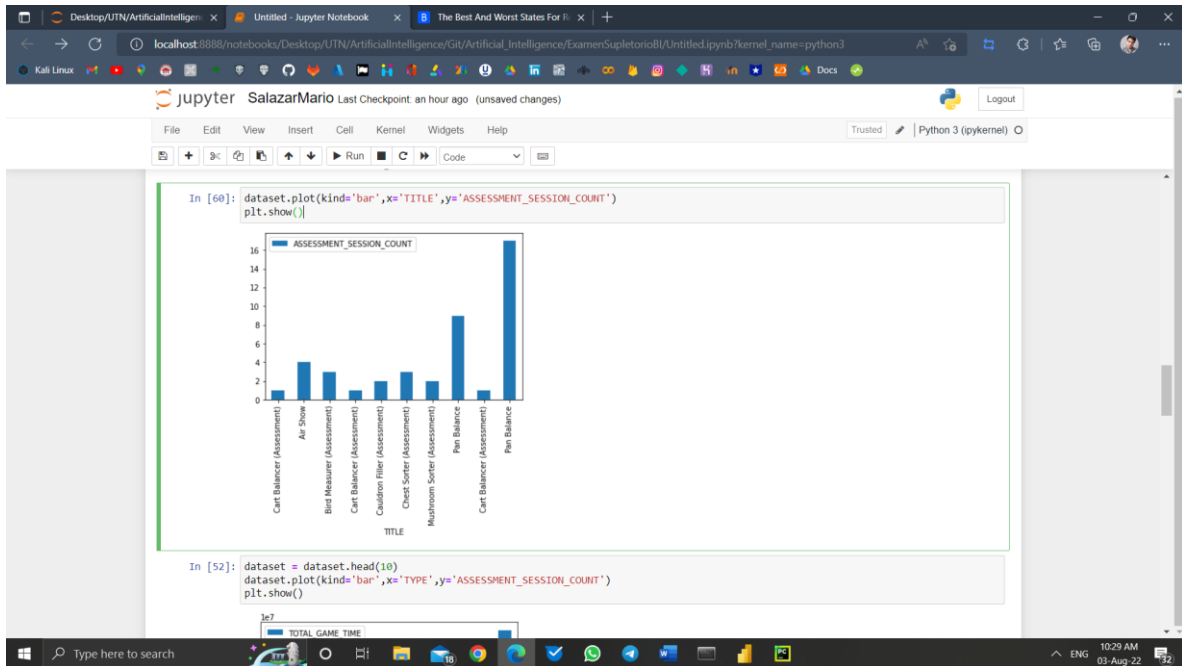 Desktop/UTN/ArtificialIntelligen
Untitled - Jupyter Notebook
The Best And Worst States For R
localhost:8888/notebooks/Desktop/UTN/ArtificialIntelligence/Git/Artificial_Intelligence/ExamenSupletorioBI/Untitled.ipynb?kernel_name=python3
Kali Linux
Docs
jupyter SalazarMario Last Checkpoint: an hour ago (unsaved changes)
Logout
File Edit View Insert Cell Kernel Widgets Help
Trusted Python 3 (ipykernel)
Run Code
In [60]: dataset.plot(kind='bar',x='TITLE',y='ASSESSMENT_SESSION_COUNT')
plt.show()
ASSESSMENT_SESSION_COUNT
16
14
12
10
8
6
4
2
0
Cart Balancer (Assessment)
Air Show
Bird Measurer (Assessment)
Cart Balancer (Assessment)
Cauldron Filler (Assessment)
Chest Sorter (Assessment)
Mushroom Sorter (Assessment)
Pan Balance
Cart Balancer (Assessment)
Pan Balance
TITLE
In [52]: dataset = dataset.head(10)
dataset.plot(kind='bar',x='TYPE',y='ASSESSMENT_SESSION_COUNT')
plt.show()
1e7
TOTAL_GAME_TIME
Type here to search
18
ENG
10:29 AM
03-Aug-22
32